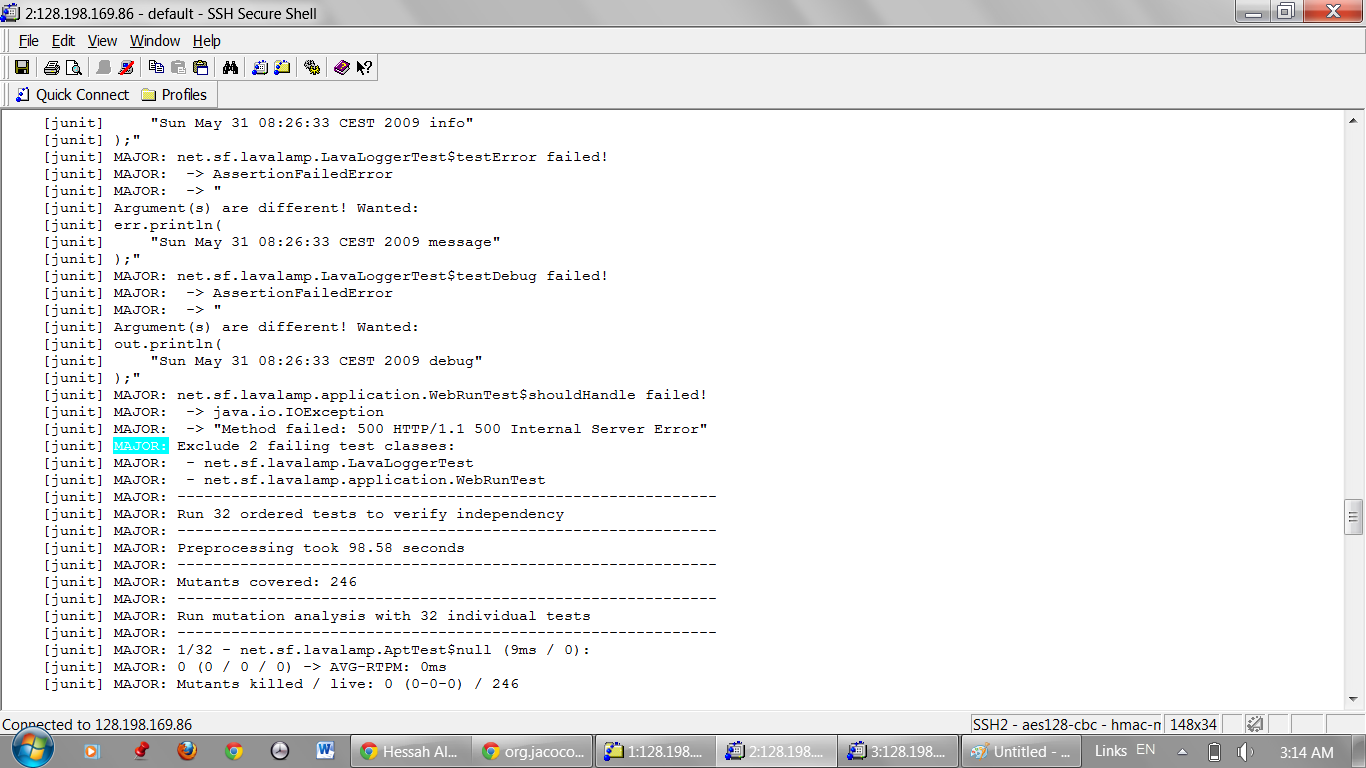 2:128.198.169.86 - default - SSH Secure Shell
File Edit View Window Help
Quick Connect Profiles
[junit]     "Sun May 31 08:26:33 CEST 2009 info"
[junit] );"
[junit] MAJOR: net.sf.lavalamp.LavaLoggerTest$testError failed!
[junit] MAJOR:  -> AssertionFailedError
[junit] MAJOR:  -> "
[junit] Argument(s) are different! Wanted:
[junit] err.println(
[junit]     "Sun May 31 08:26:33 CEST 2009 message"
[junit] );"
[junit] MAJOR: net.sf.lavalamp.LavaLoggerTest$testDebug failed!
[junit] MAJOR:  -> AssertionFailedError
[junit] MAJOR:  -> "
[junit] Argument(s) are different! Wanted:
[junit] out.println(
[junit]     "Sun May 31 08:26:33 CEST 2009 debug"
[junit] );"
[junit] MAJOR: net.sf.lavalamp.application.WebRunTest$shouldHandle failed!
[junit] MAJOR:  -> java.io.IOException
[junit] MAJOR:  -> "Method failed: 500 HTTP/1.1 500 Internal Server Error"
[junit] MAJOR: Exclude 2 failing test classes:
[junit] MAJOR:  - net.sf.lavalamp.LavaLoggerTest
[junit] MAJOR:  - net.sf.lavalamp.application.WebRunTest
[junit] MAJOR: ------------------------------------------------------------
[junit] MAJOR: Run 32 ordered tests to verify independency
[junit] MAJOR: ------------------------------------------------------------
[junit] MAJOR: Preprocessing took 98.58 seconds
[junit] MAJOR: ------------------------------------------------------------
[junit] MAJOR: Mutants covered: 246
[junit] MAJOR: ------------------------------------------------------------
[junit] MAJOR: Run mutation analysis with 32 individual tests
[junit] MAJOR: ------------------------------------------------------------
[junit] MAJOR: 1/32 - net.sf.lavalamp.AptTest$null (9ms / 0):
[junit] MAJOR: 0 (0 / 0 / 0) -> AVG-RTPM: 0ms
[junit] MAJOR: Mutants killed / live: 0 (0-0-0) / 246
Connected to 128.198.169.86 SSH2 - aes128-cbc - hmac-m 148x34
Hessah Al... org.jacoco... 1:128.198.... 2:128.198.... 3:128.198.... Untitled - ... Links EN 3:14 AM